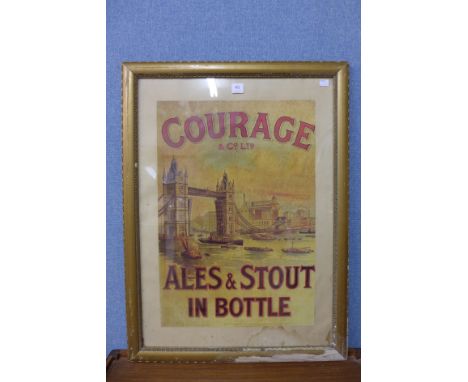 COURAGE
& Co LTD
ALES & STOUT
IN BOTTLE